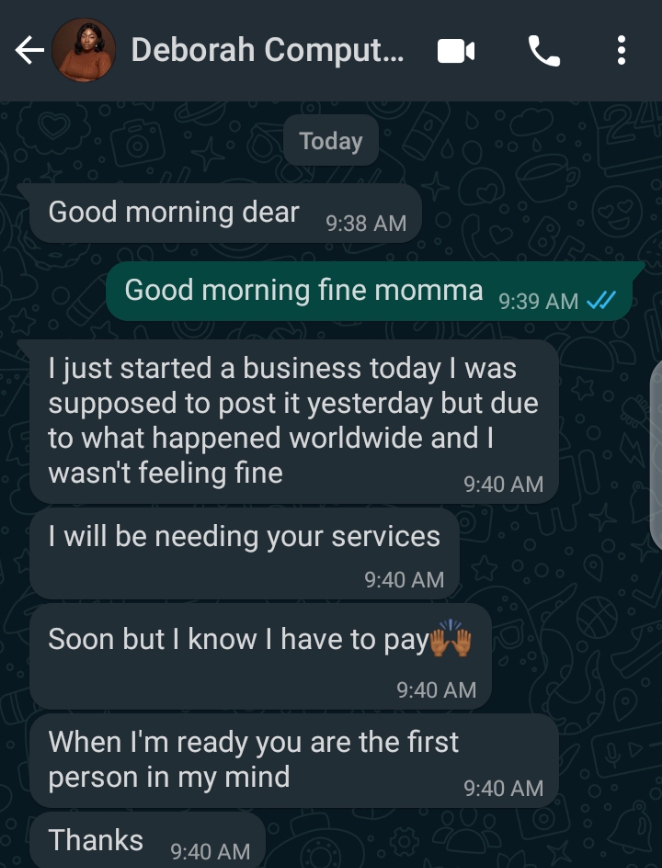 Deborah Comput...
Today
Good morning dear 9:38 AM
Good morning fine momma 9:39 AM
I just started a business today I was
supposed to post it yesterday but due
to what happened worldwide and I
wasn't feeling fine 9:40 AM
I will be needing your services
9:40 AM
Soon but I know I have to pay🙌🏾
9:40 AM
When I'm ready you are the first
person in my mind 9:40 AM
Thanks 9:40 AM